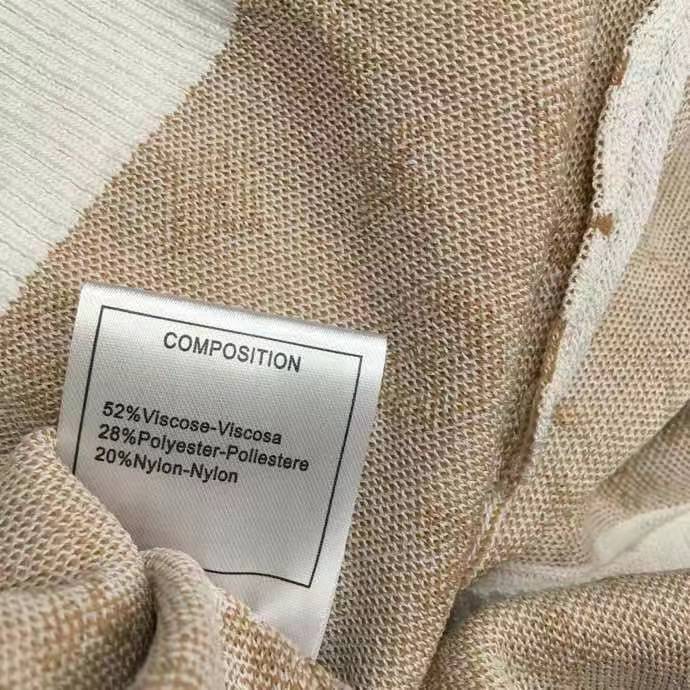 COMPOSITION
52%Viscose-Viscosa
28%Polyester-Poliestere
20%Nylon-Nylon